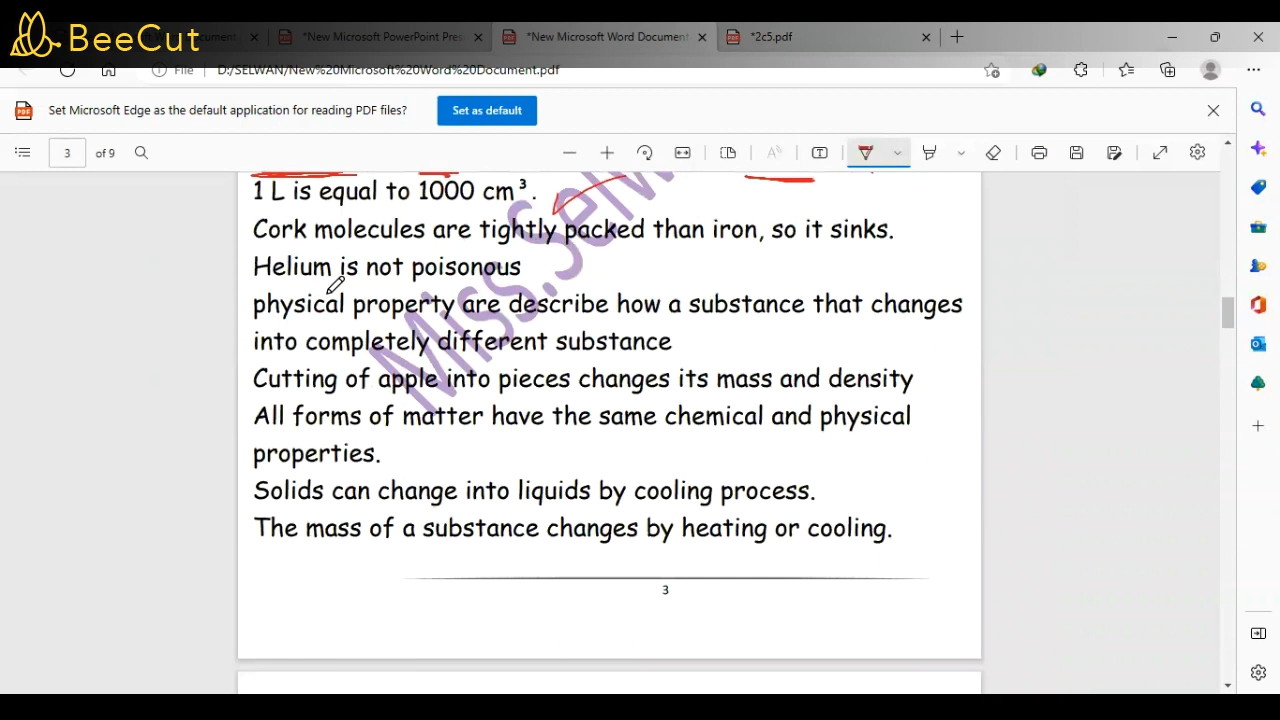 BeeCut
*New Microsoft PowerPoint Pres
*New Microsoft Word Document
*2c5.pdf
File
D:/SELWAN/New%20Microsoft%20Word%20Document.pdf
Set Microsoft Edge as the default application for reading PDF files?
Set as default
3 of 9
1 L is equal to 1000 cm³.
Cork molecules are tightly packed than iron, so it sinks.
Helium is not poisonous
physical property are describe how a substance that changes
into completely different substance
Cutting of apple into pieces changes its mass and density
All forms of matter have the same chemical and physical
properties.
Solids can change into liquids by cooling process.
The mass of a substance changes by heating or cooling.
3
Miss.Selw